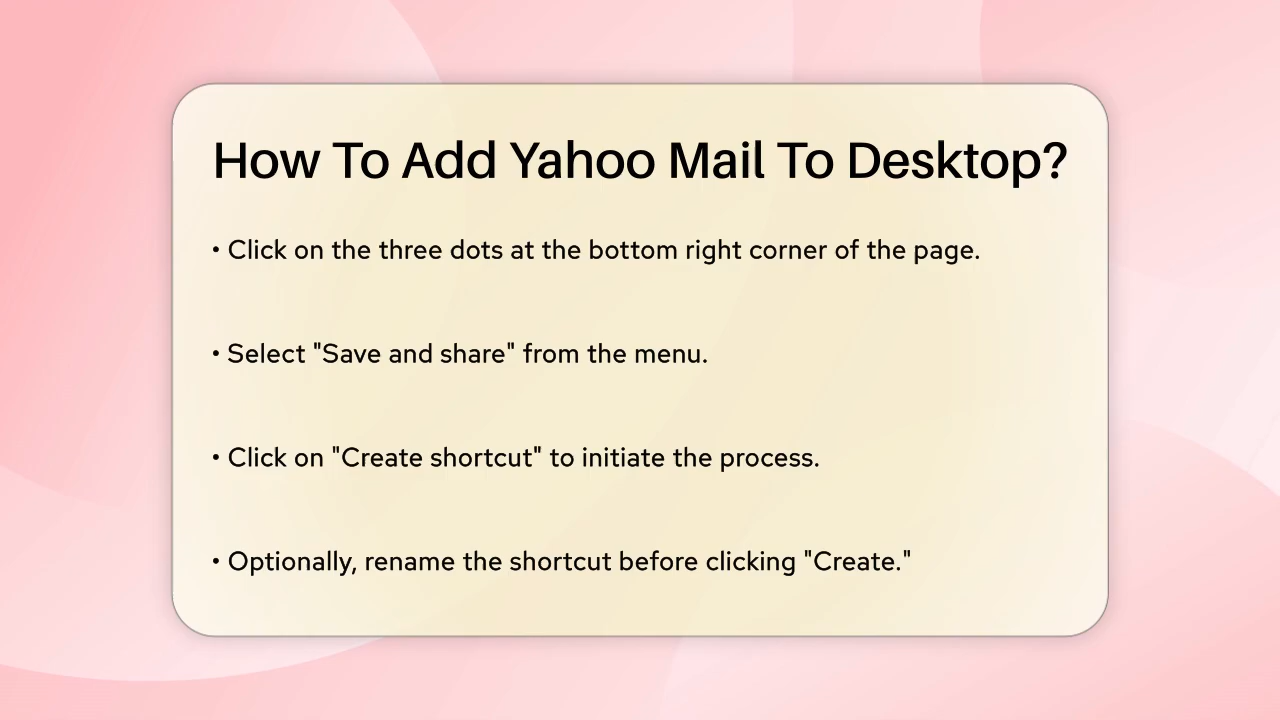 How To Add Yahoo Mail To Desktop?
• Click on the three dots at the bottom right corner of the page.
• Select "Save and share" from the menu.
• Click on "Create shortcut" to initiate the process.
• Optionally, rename the shortcut before clicking "Create."